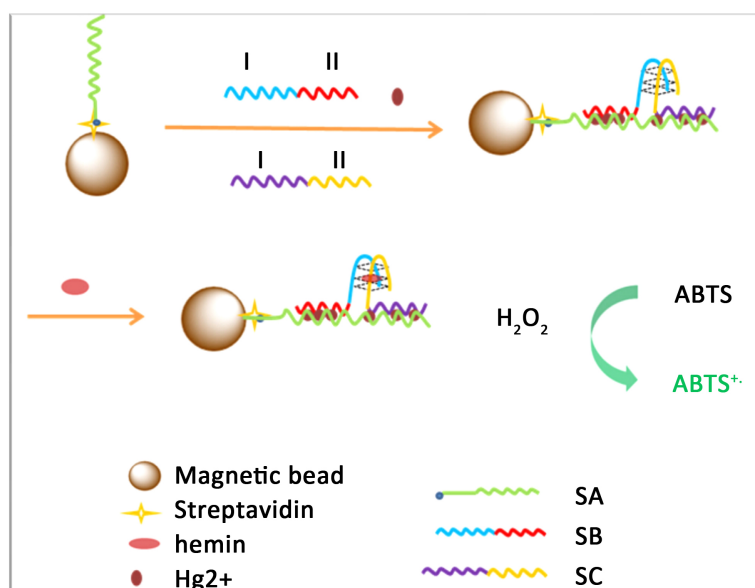 I II
I II
H₂O₂
ABTS
ABTS⁺·
Magnetic bead
Streptavidin
hemin
Hg2+
SA
SB
SC